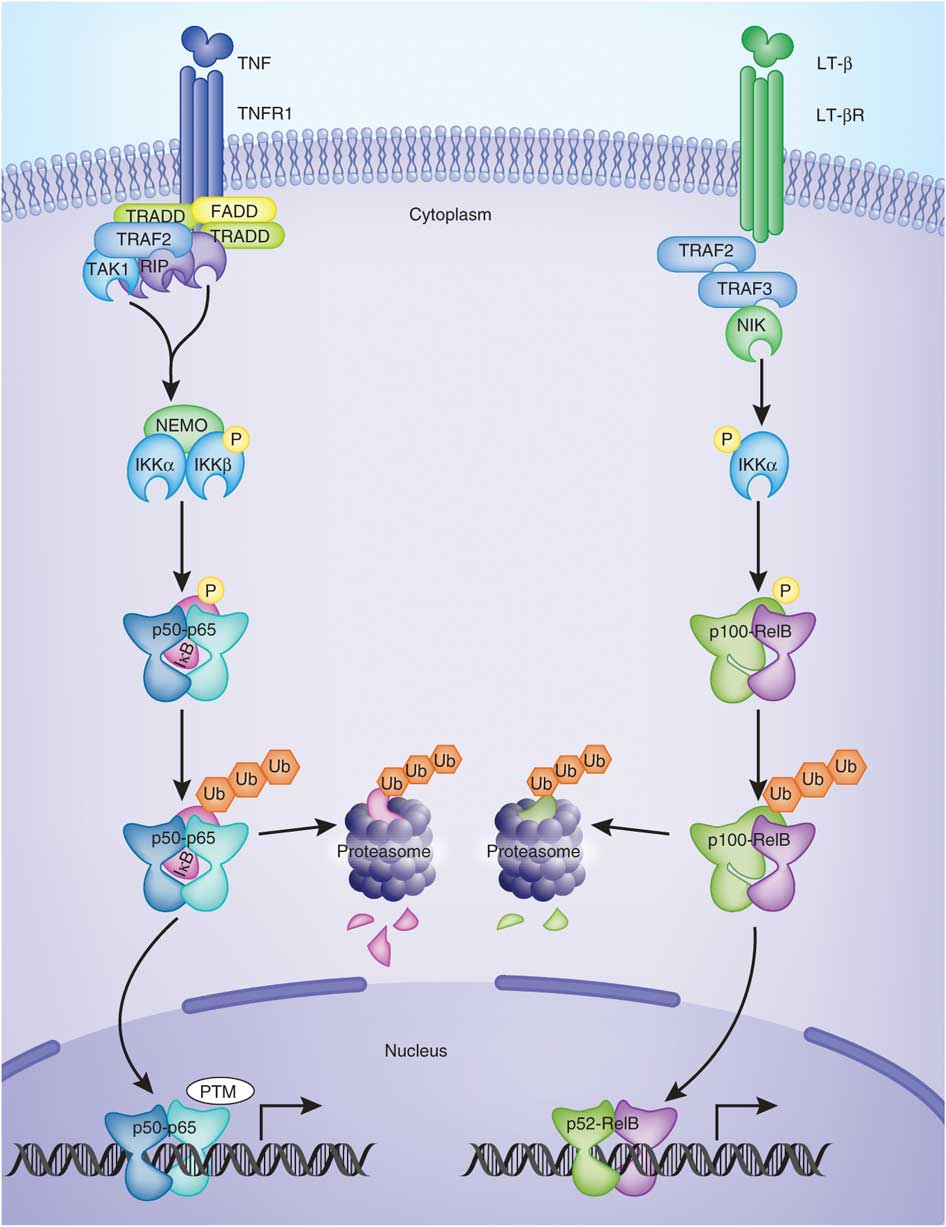 TNF
TNFR1
LT-β
LT-βR
Cytoplasm
TRADD
FADD
TRAF2
TRADD
TAK1
RIP
TRAF2
TRAF3
NIK
NEMO
P
IKKα
IKKβ
P
IKKα
P
p50-p65
IκB
P
p100-RelB
Ub
Ub
Ub
p50-p65
IκB
Ub
Ub
Ub
Proteasome
Ub
Ub
Ub
Proteasome
Ub
Ub
Ub
p100-RelB
Nucleus
PTM
p50-p65
p52-RelB